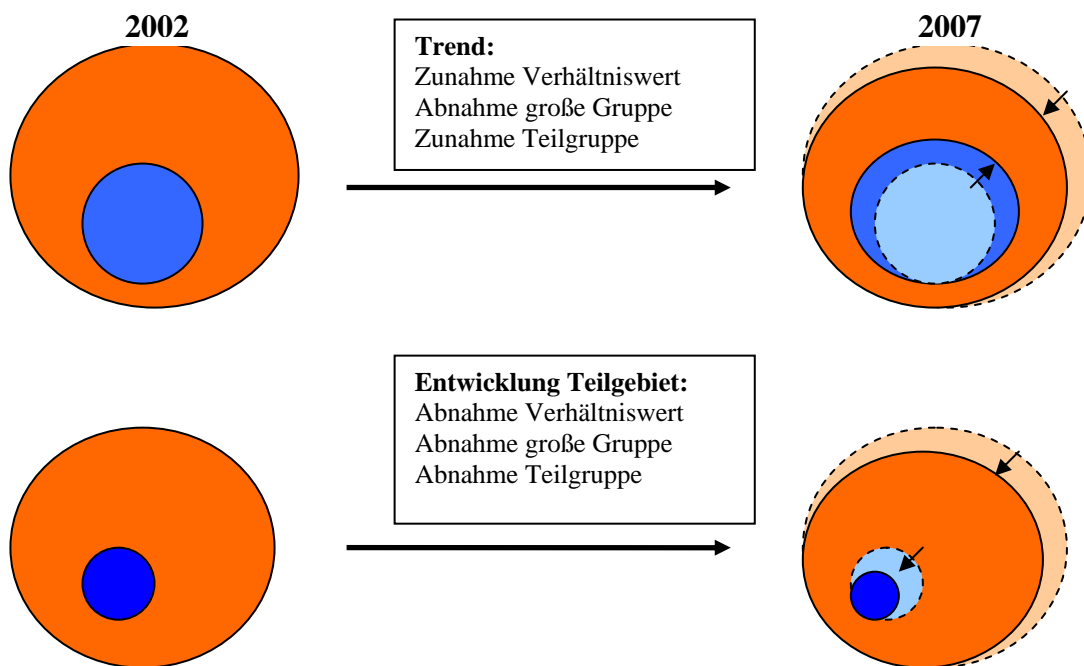 2002
2007
Trend:
Zunahme Verhältniswert
Abnahme große Gruppe
Zunahme Teilgruppe
Entwicklung Teilgebiet:
Abnahme Verhältniswert
Abnahme große Gruppe
Abnahme Teilgruppe